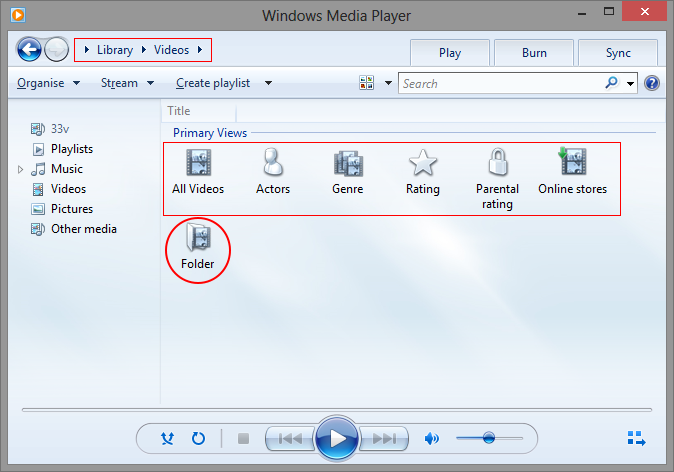 Windows Media Player
Library Videos
Play Burn Sync
Organise Stream Create playlist Search
Title
Primary Views
33v
Playlists
Music
Videos
Pictures
Other media
All Videos Actors Genre Rating Parental rating Online stores
Folder